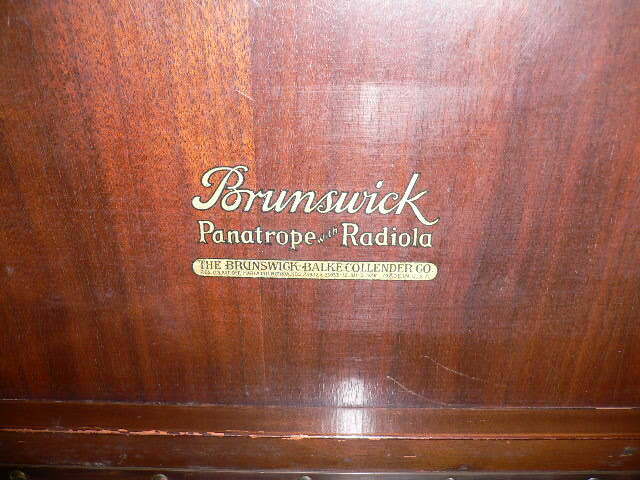 Brunswick
Panatrope with Radiola
THE BRUNSWICK-BALKE-COLLENDER CO.